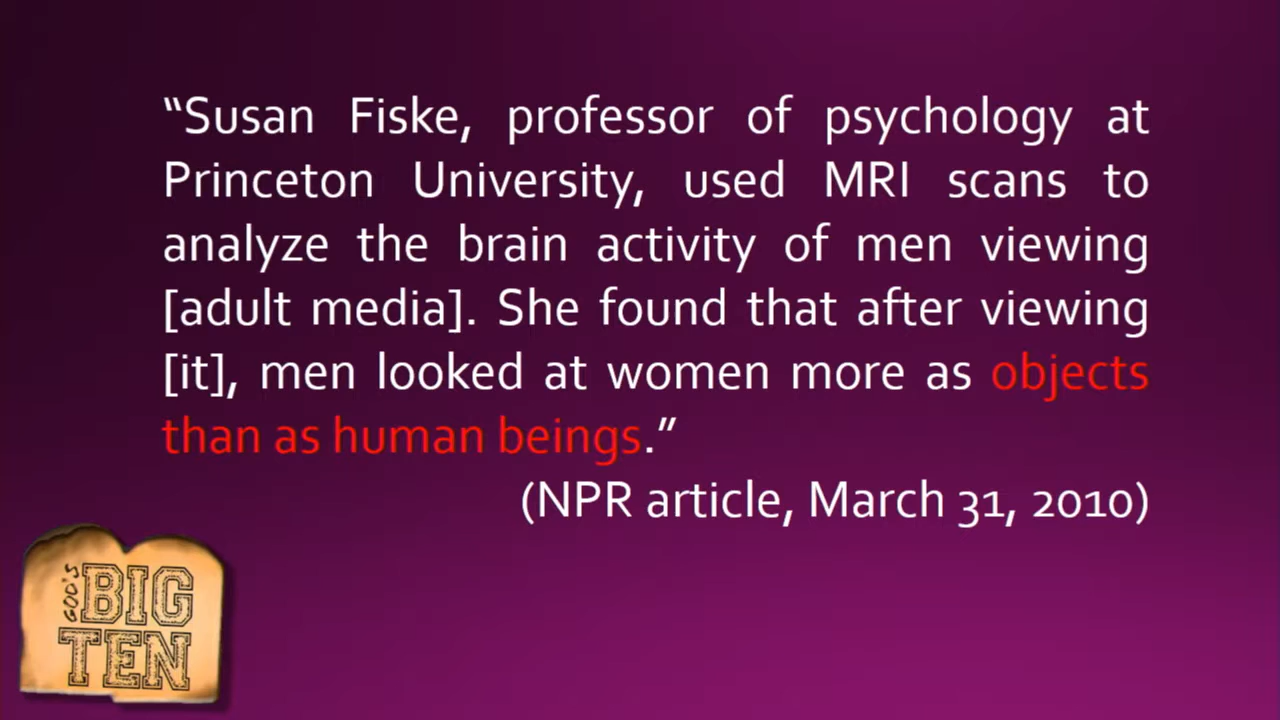 “Susan Fiske, professor of psychology at
Princeton University, used MRI scans to
analyze the brain activity of men viewing
[adult media]. She found that after viewing
[it], men looked at women more as objects
than as human beings.”
(NPR article, March 31, 2010)
GOD'S
BIG
TEN